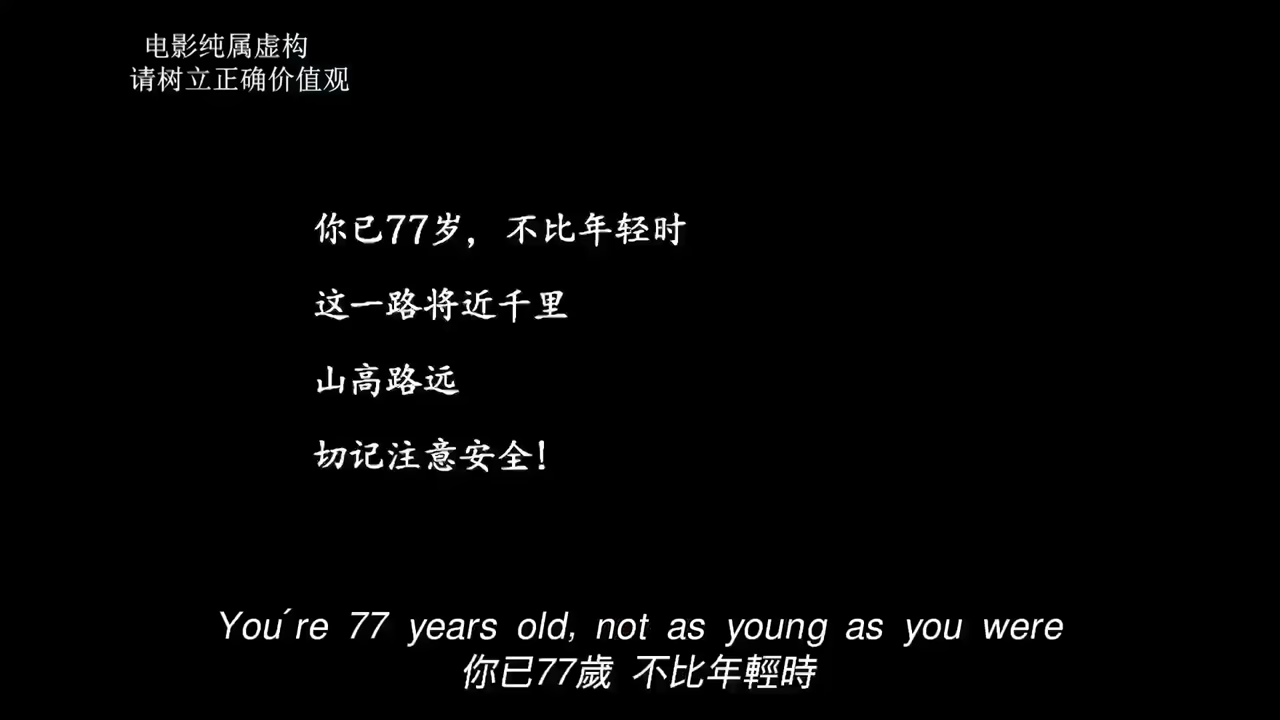 电影纯属虚构
请树立正确价值观
你已77岁，不比年轻时
这一路将近千里
山高路远
切记注意安全！
You´re 77 years old, not as young as you were
你已77歲 不比年輕時